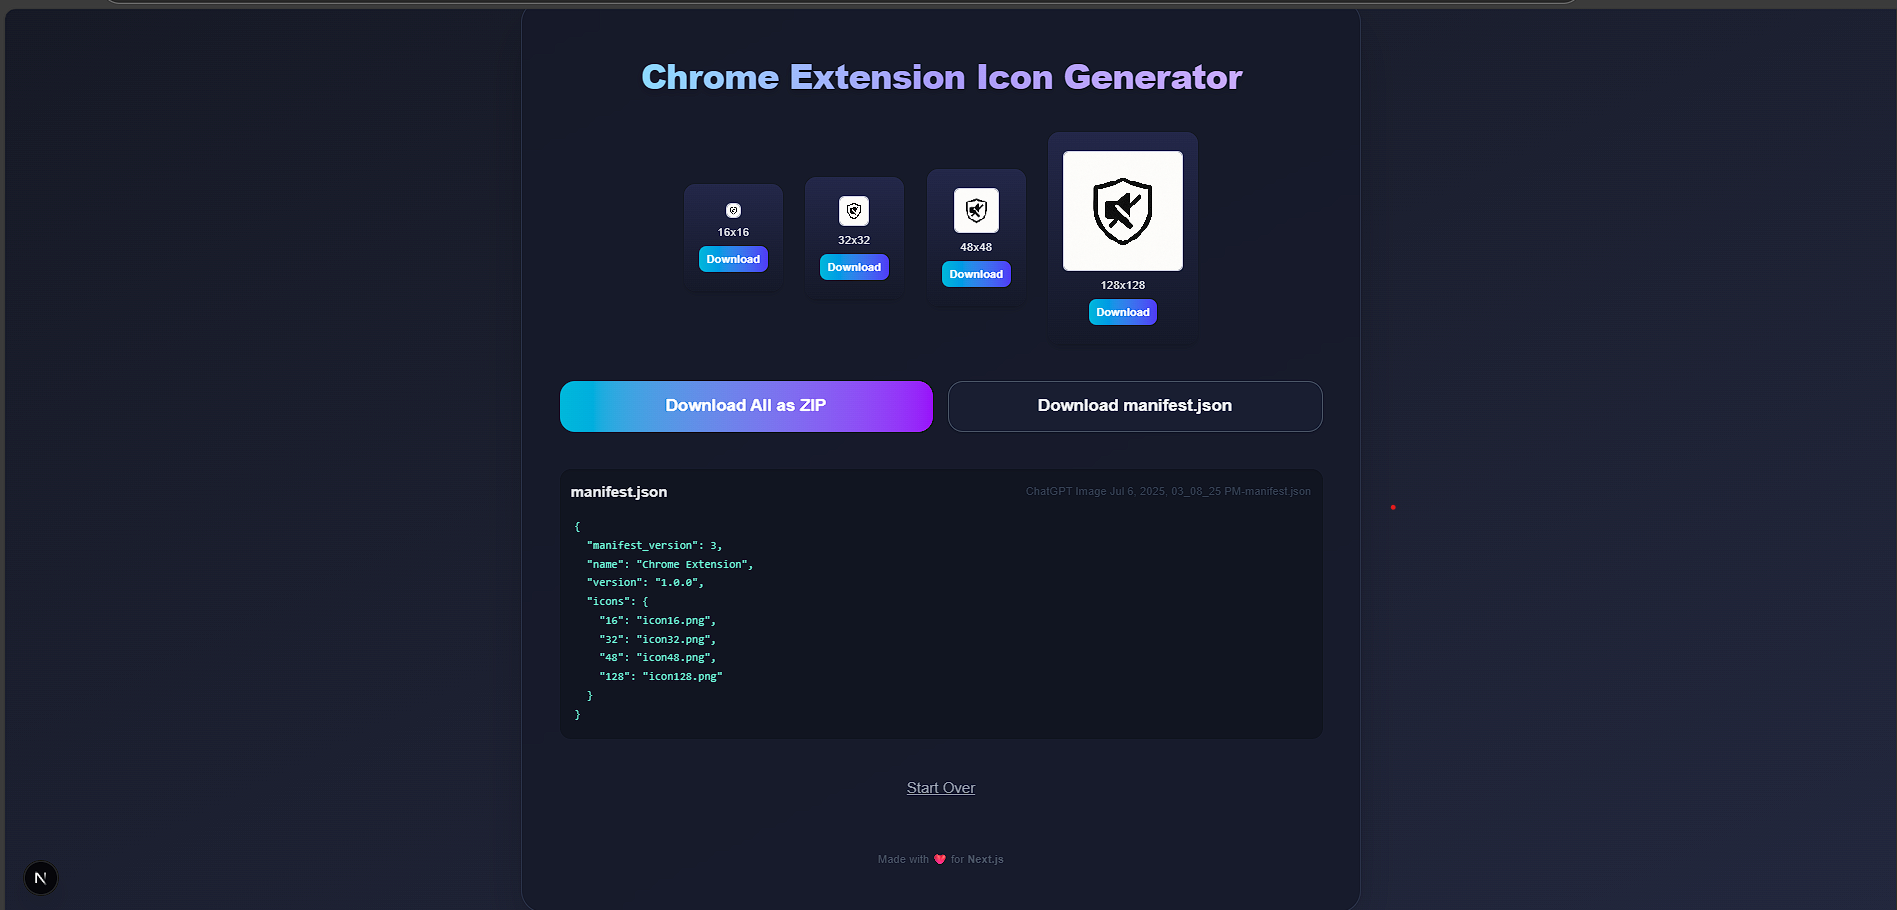 Chrome Extension Icon Generator
16x16
Download
32x32
Download
48x48
Download
128x128
Download
Download All as ZIP
Download manifest.json
manifest.json
ChatGPT Image Jul 6, 2025, 03_08_25 PM-manifest.json
{
  "manifest_version": 3,
  "name": "Chrome Extension",
  "version": "1.0.0",
  "icons": {
    "16": "icon16.png",
    "32": "icon32.png",
    "48": "icon48.png",
    "128": "icon128.png"
  }
}
Start Over
Made with ❤️ for Next.js
N